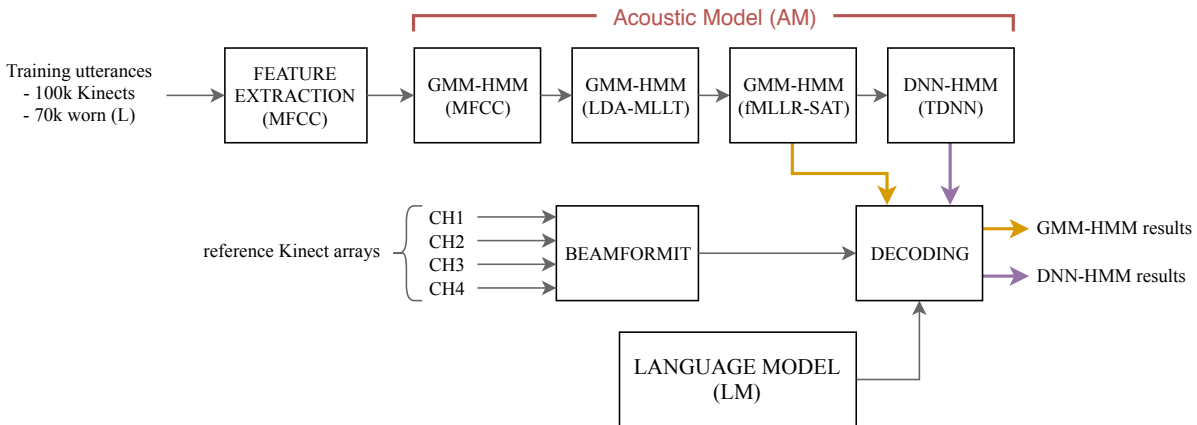 Acoustic Model (AM)
Training utterances
- 100k Kinects
- 70k worn (L)
FEATURE
EXTRACTION
(MFCC)
GMM-HMM
(MFCC)
GMM-HMM
(LDA-MLLT)
GMM-HMM
(fMLLR-SAT)
DNN-HMM
(TDNN)
reference Kinect arrays
CH1
CH2
CH3
CH4
BEAMFORMIT
DECODING
GMM-HMM results
DNN-HMM results
LANGUAGE MODEL
(LM)